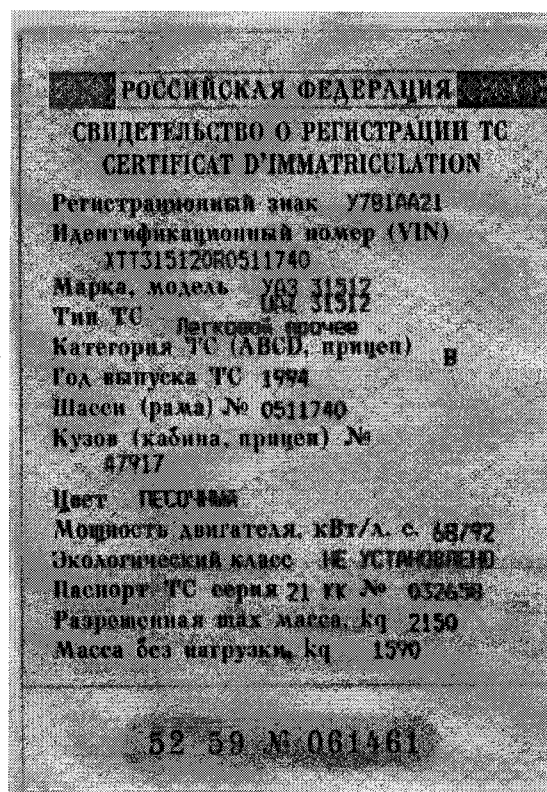 РОССИЙСКАЯ ФЕДЕРАЦИЯ
СВИДЕТЕЛЬСТВО О РЕГИСТРАЦИИ ТС
CERTIFICAT D'IMMATRICULATION
Регистрационный знак У781АА21
Идентификационный номер (VIN)
XTT315120R0511740
Марка, модель УАЗ 31512
UAZ 31512
Тип ТС Легковой прочее
Категория ТС (ABCD, прицеп) B
Год выпуска ТС 1994
Шасси (рама) № 0511740
Кузов (кабина, прицеп) №
47917
Цвет ПЕСОЧНЫЙ
Мощность двигателя, кВт/л. с. 68/92
Экологический класс НЕ УСТАНОВЛЕНО
Паспорт ТС серия 21 КК № 032658
Разрешенная max масса, kg 2150
Масса без нагрузки, kg 1590
52 59 № 061461